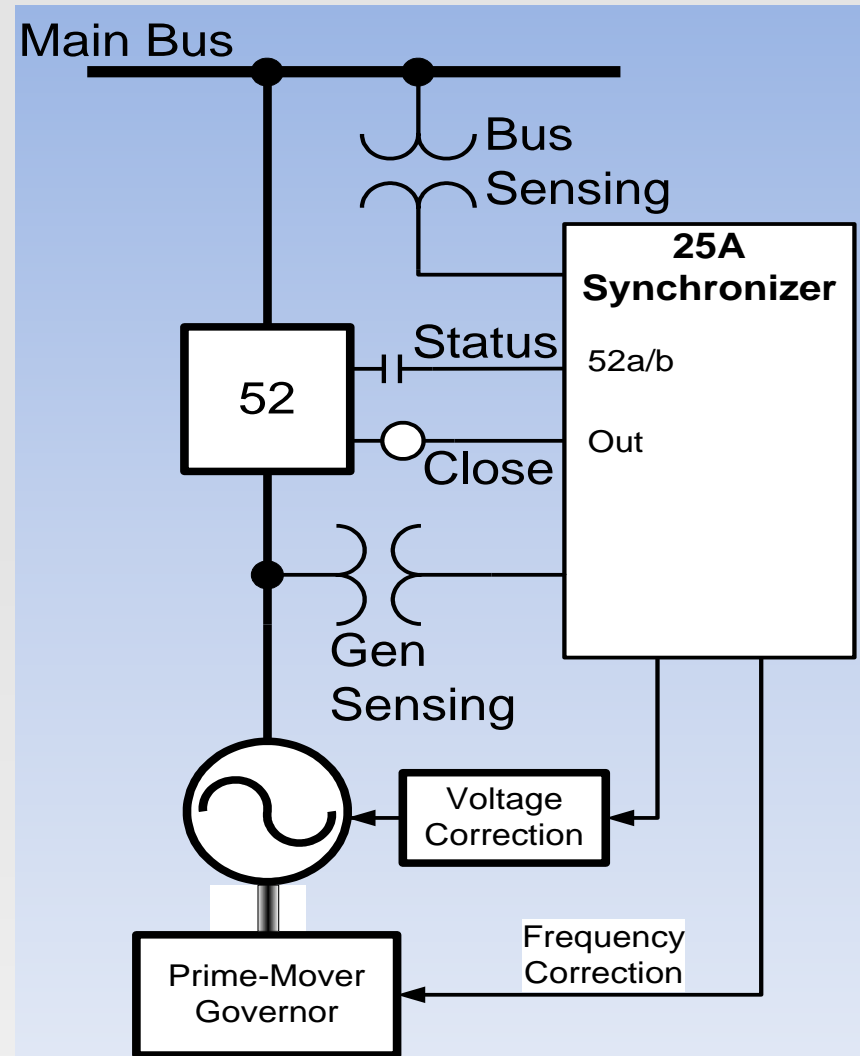 Main Bus
Bus
Sensing
25A
Synchronizer
Status
52a/b
52
Out
Close
Gen
Sensing
Voltage
Correction
Frequency
Correction
Prime-Mover
Governor